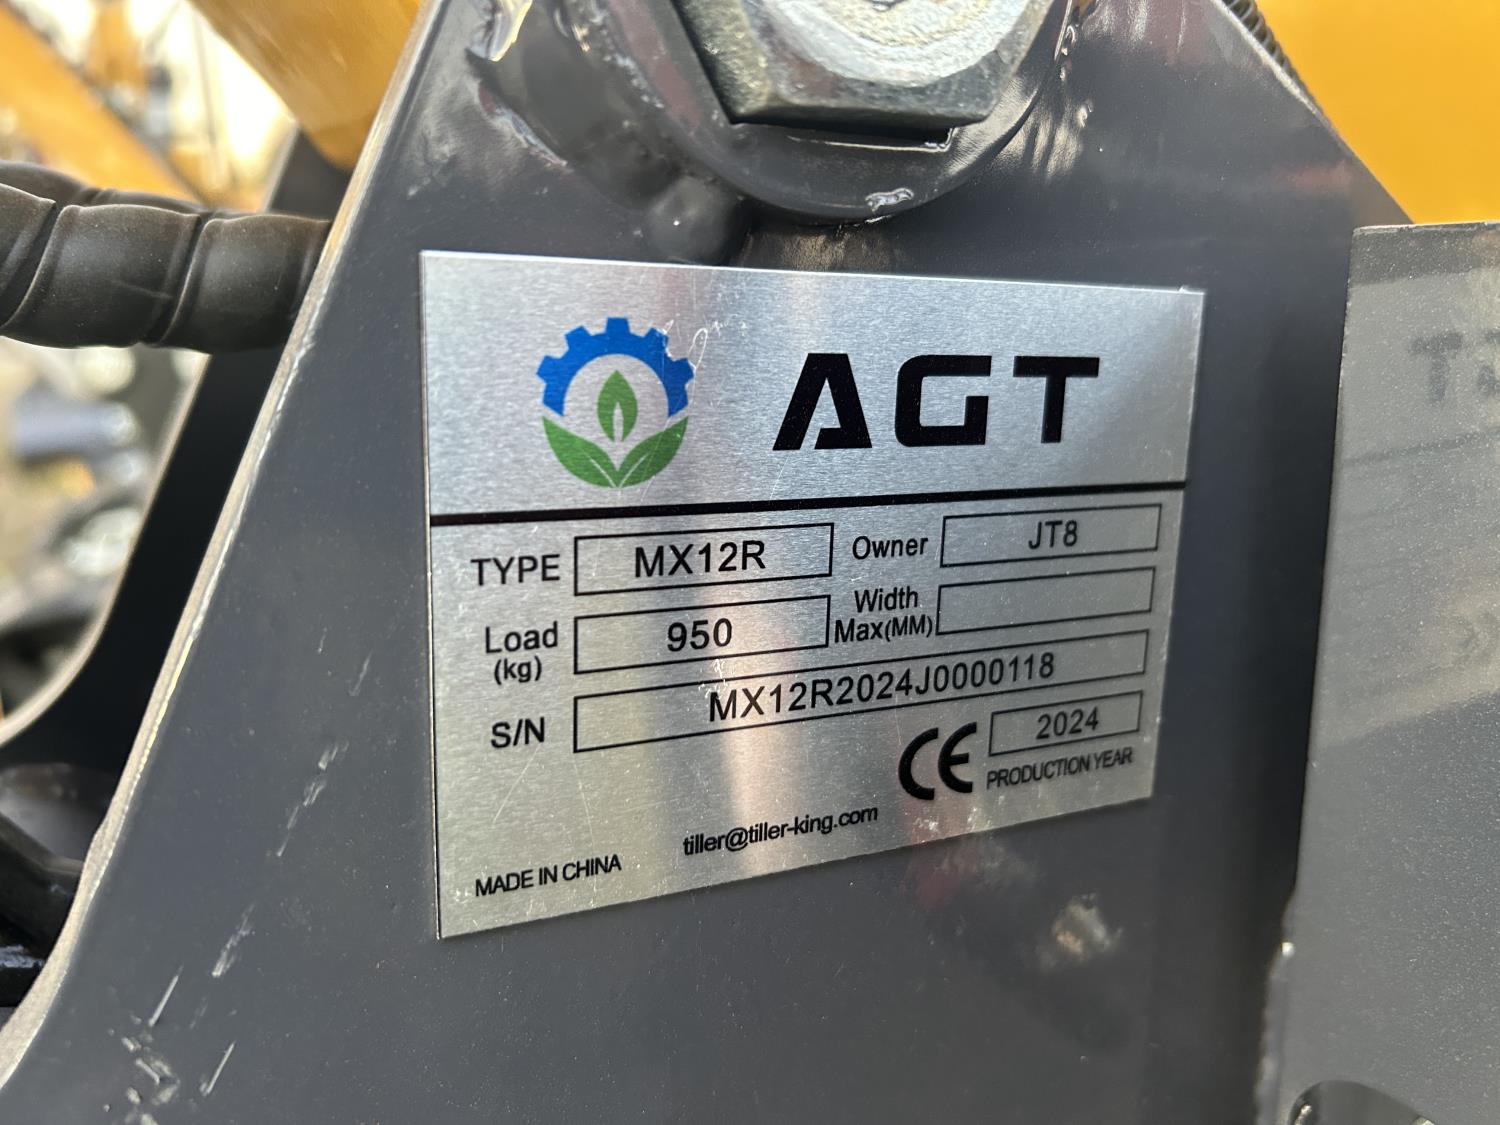 AGT
TYPE MX12R Owner JT8
Load (kg) 950 Width Max(MM)
S/N MX12R2024J0000118
CE 2024
PRODUCTION YEAR
tiller@tiller-king.com
MADE IN CHINA